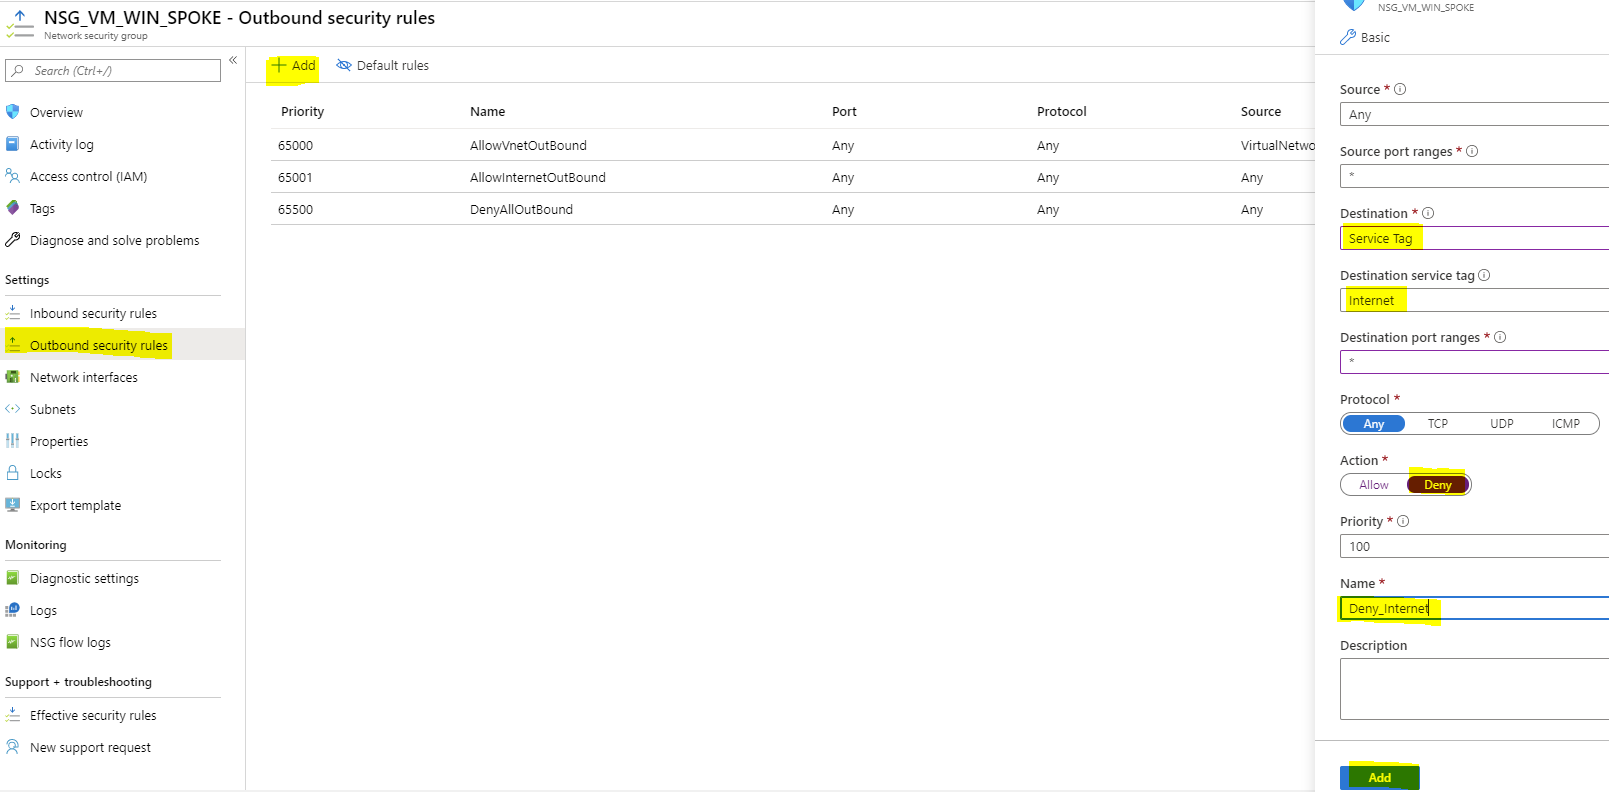 NSG_VM_WIN_SPOKE - Outbound security rules
Network security group
Search (Ctrl+/)
«
Overview
Activity log
Access control (IAM)
Tags
Diagnose and solve problems
Settings
Inbound security rules
Outbound security rules
Network interfaces
Subnets
Properties
Locks
Export template
Monitoring
Diagnostic settings
Logs
NSG flow logs
Support + troubleshooting
Effective security rules
New support request
Add Default rules
Priority Name Port Protocol Source
65000 AllowVnetOutBound Any Any VirtualNetwo
65001 AllowInternetOutBound Any Any Any
65500 DenyAllOutBound Any Any Any
NSG_VM_WIN_SPOKE
Basic
Source *
Any
Source port ranges *
*
Destination *
Service Tag
Destination service tag
Internet
Destination port ranges *
*
Protocol *
Any TCP UDP ICMP
Action *
Allow Deny
Priority *
100
Name *
Deny_Internet
Description
Add